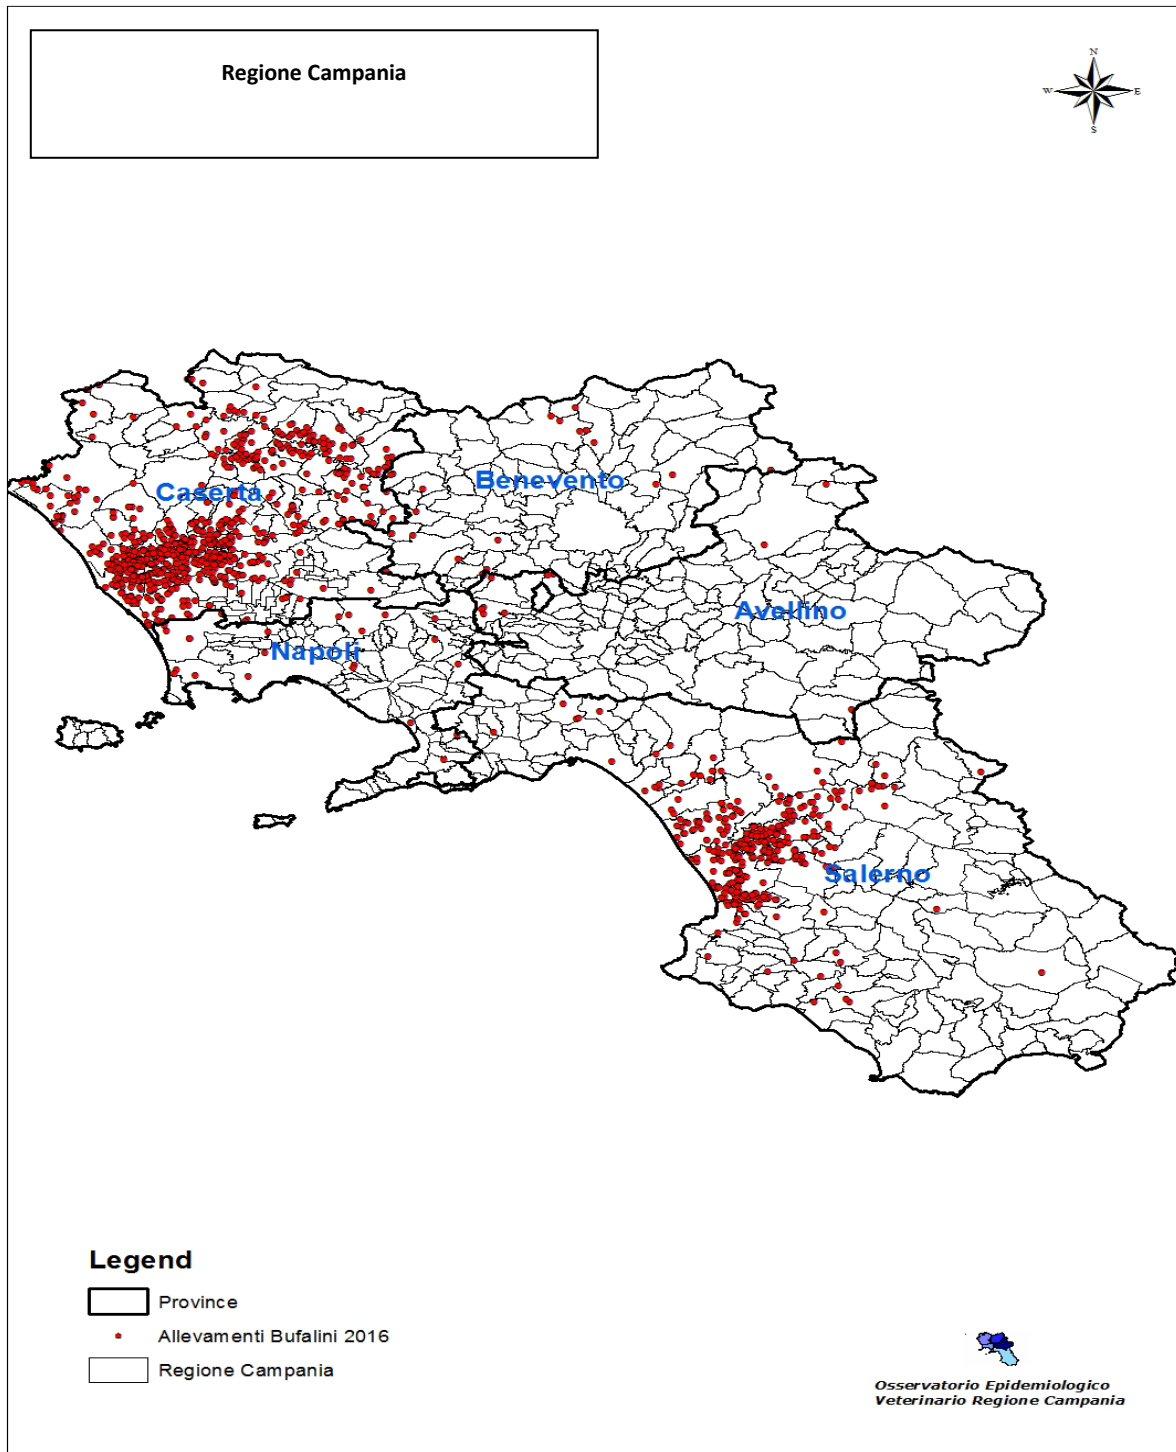 Regione Campania
N
W
E
S
Caserta
Benevento
Avellino
Napoli
Salerno
Legend
Province
Allevamenti Bufalini 2016
Regione Campania
Osservatorio Epidemiologico
Veterinario Regione Campania